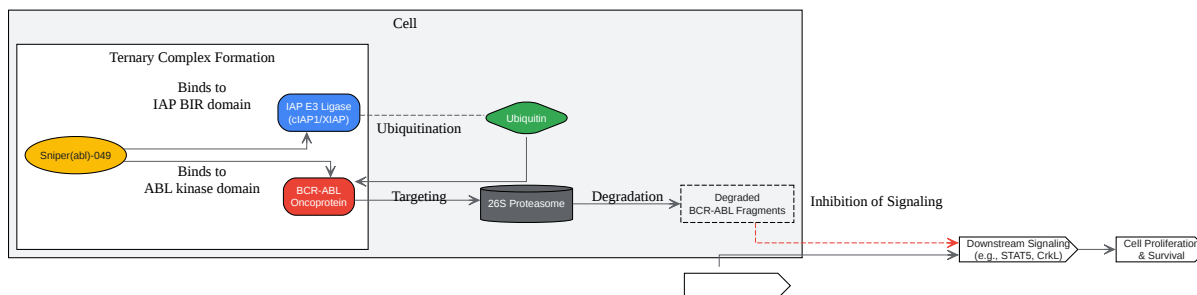 Cell
Ternary Complex Formation
Binds to
IAP BIR domain
IAP E3 Ligase
(cIAP1/XIAP)
Ubiquitination
Ubiquitin
Sniper(abl)-049
Binds to
ABL kinase domain
BCR-ABL
Oncoprotein
Targeting
26S Proteasome
Degradation
Degraded
BCR-ABL Fragments
Inhibition of Signaling
Downstream Signaling
(e.g., STAT5, CrkL)
Cell Proliferation
& Survival